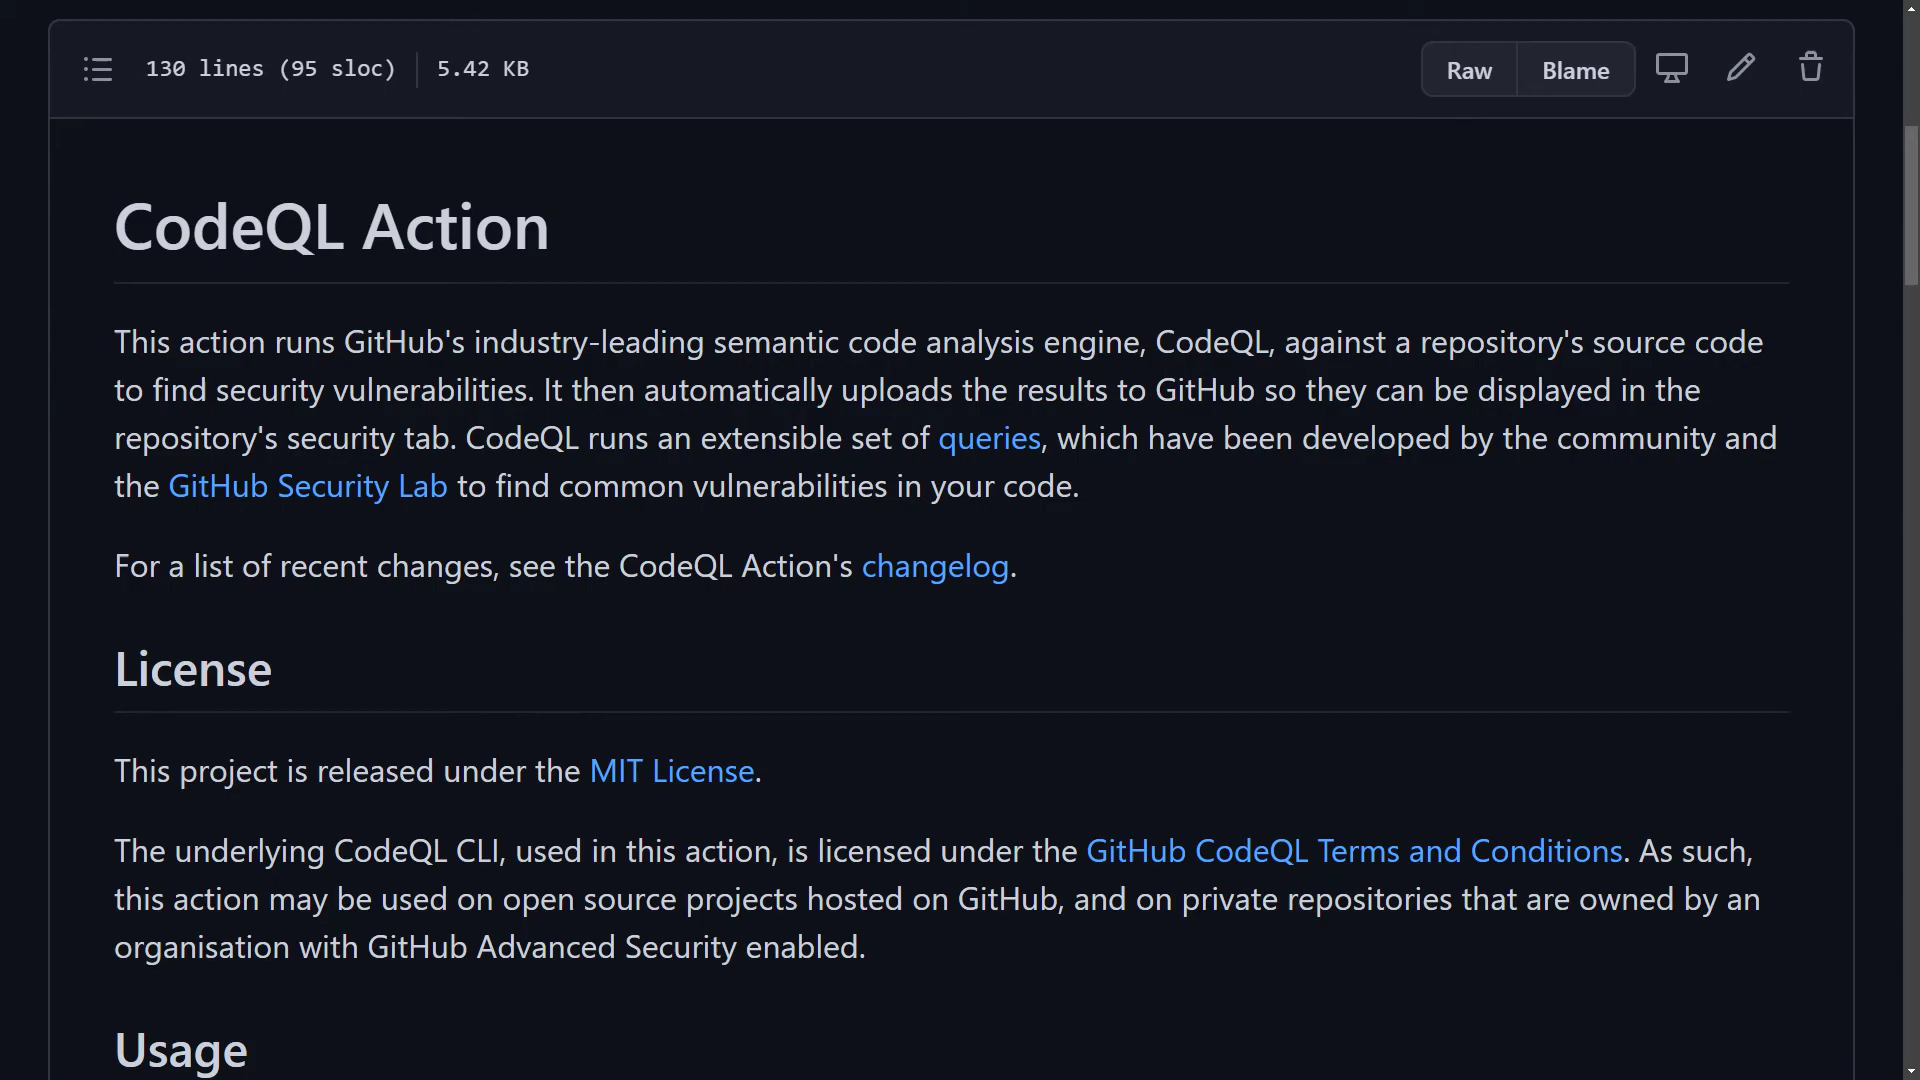 130 lines (95 sloc) 5.42 KB
Raw Blame
CodeQL Action
This action runs GitHub's industry-leading semantic code analysis engine, CodeQL, against a repository's source code
to find security vulnerabilities. It then automatically uploads the results to GitHub so they can be displayed in the
repository's security tab. CodeQL runs an extensible set of queries, which have been developed by the community and
the GitHub Security Lab to find common vulnerabilities in your code.
For a list of recent changes, see the CodeQL Action's changelog.
License
This project is released under the MIT License.
The underlying CodeQL CLI, used in this action, is licensed under the GitHub CodeQL Terms and Conditions. As such,
this action may be used on open source projects hosted on GitHub, and on private repositories that are owned by an
organisation with GitHub Advanced Security enabled.
Usage